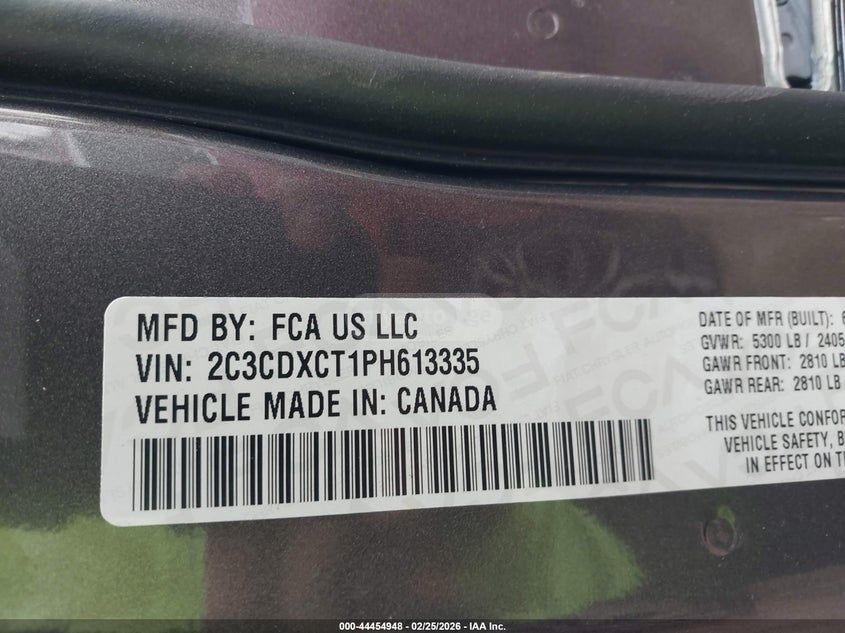 MFD BY: FCA US LLC
VIN: 2C3CDXCT1PH613335
VEHICLE MADE IN: CANADA
DATE OF MFR (BUILT): 6
GVWR: 5300 LB / 2405
GAWR FRONT: 2810 LB
GAWR REAR: 2810 LB
THIS VEHICLE CONFOR
VEHICLE SAFETY, B
IN EFFECT ON T
000-44454948 - 02/25/2026 - IAA Inc.